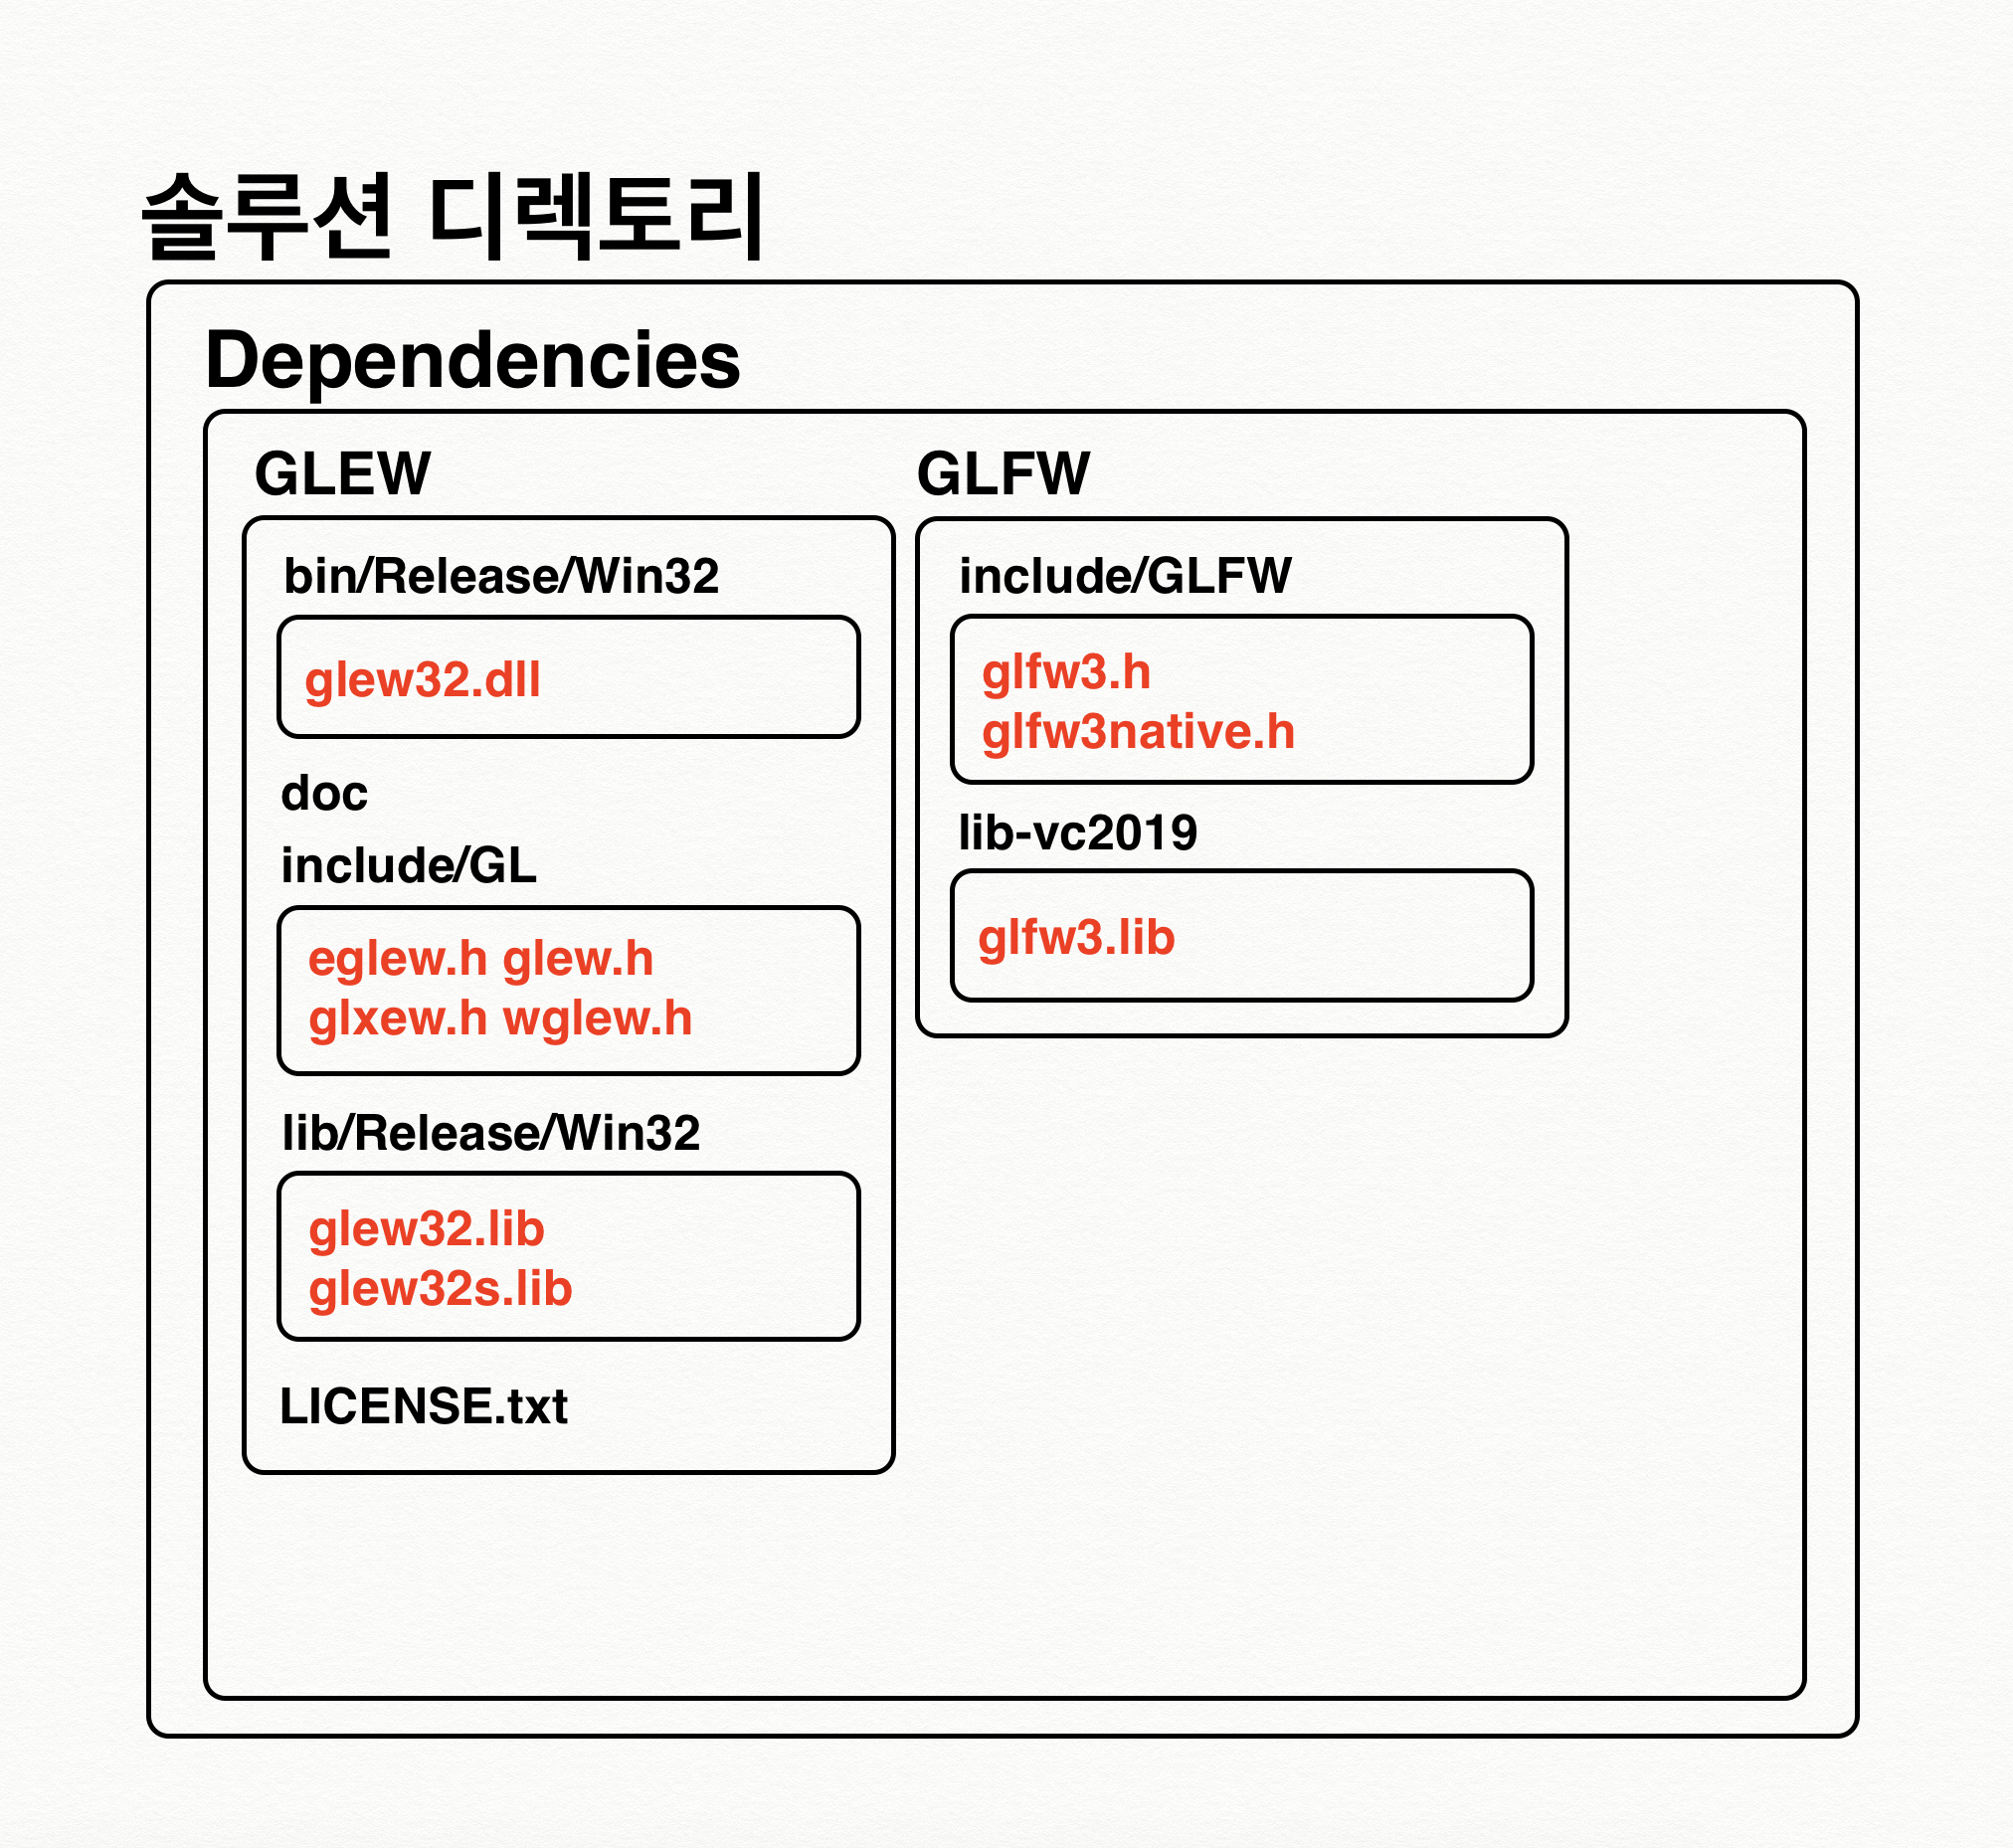 솔루션 디렉토리
Dependencies
GLEW
bin/Release/Win32
glew32.dll
doc
include/GL
eglew.h glew.h
glxew.h wglew.h
lib/Release/Win32
glew32.lib
glew32s.lib
LICENSE.txt
GLFW
include/GLFW
glfw3.h
glfw3native.h
lib-vc2019
glfw3.lib